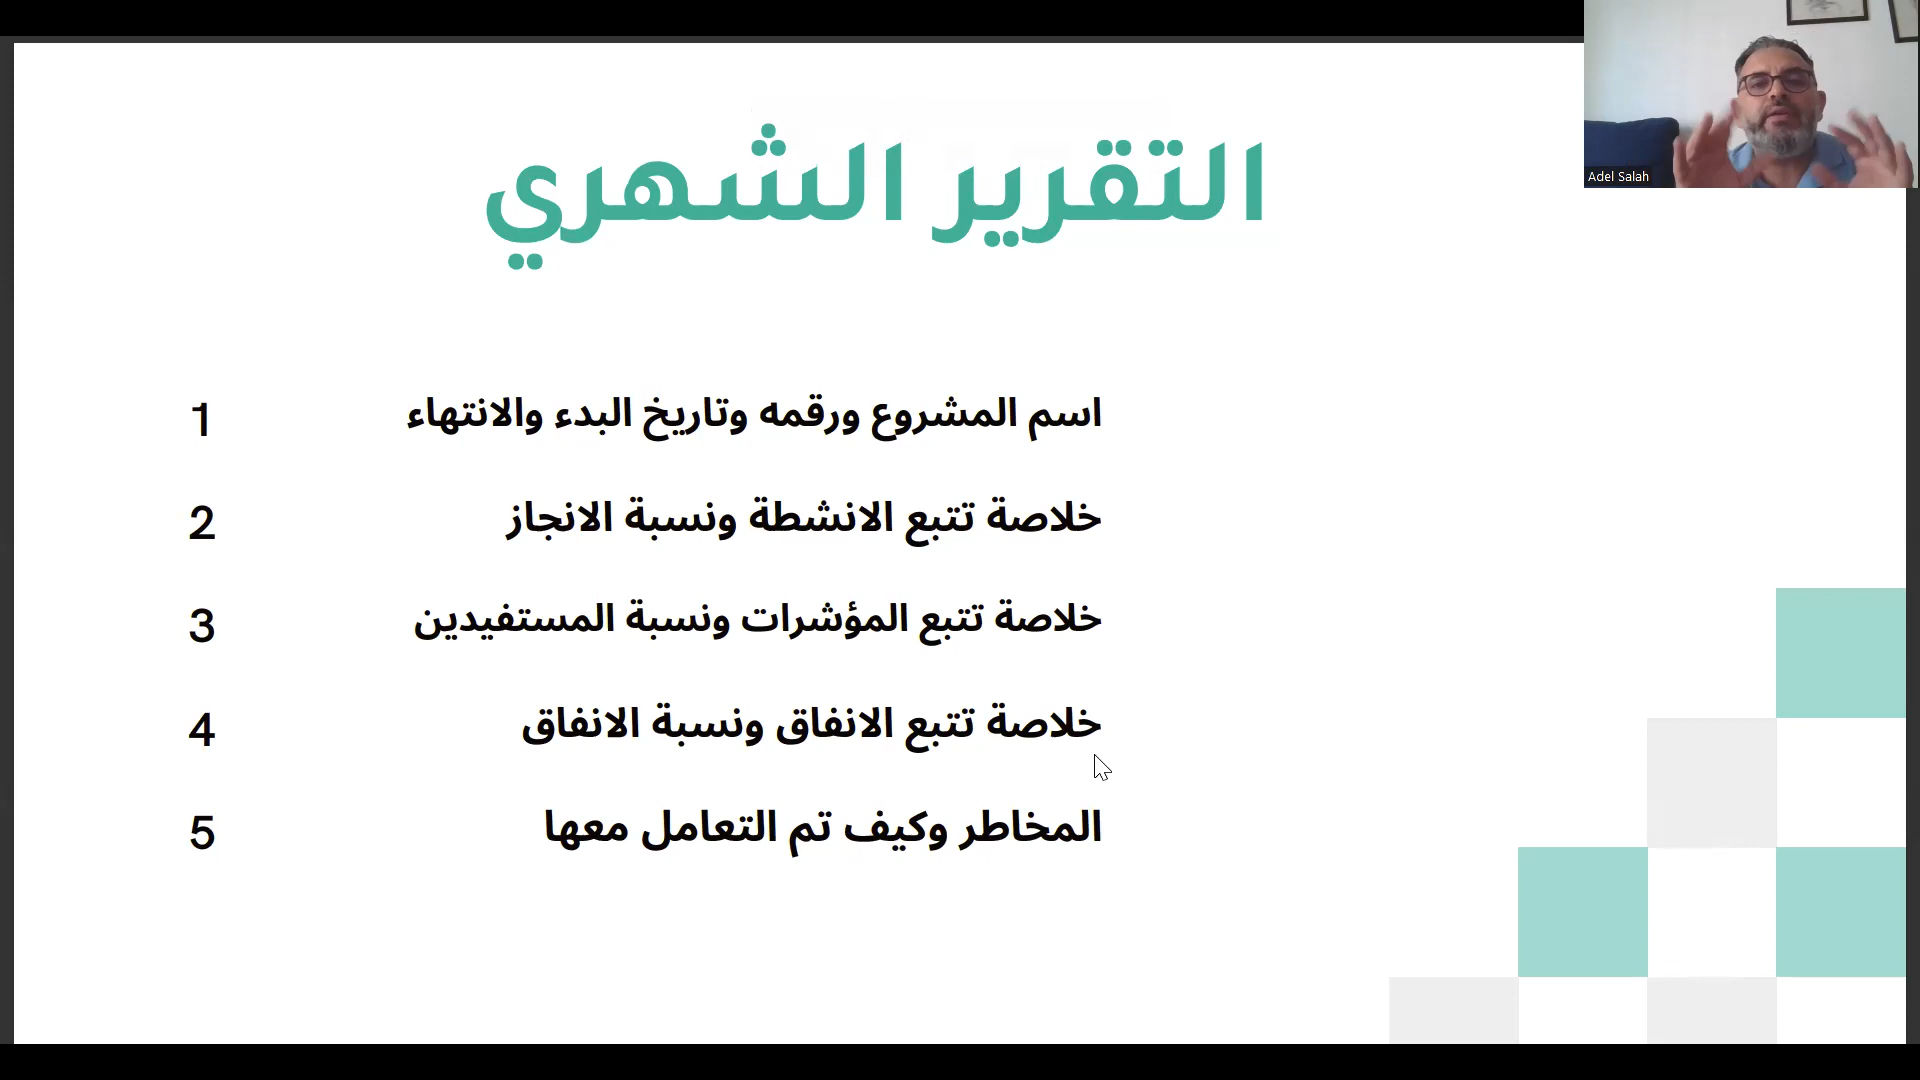 التقرير الشهري
1 اسم المشروع ورقمه وتاريخ البدء والانتهاء
2 خلاصة تتبع الانشطة ونسبة الانجاز
3 خلاصة تتبع المؤشرات ونسبة المستفيدين
4 خلاصة تتبع الانفاق ونسبة الانفاق
5 المخاطر وكيف تم التعامل معها
Adel Salah